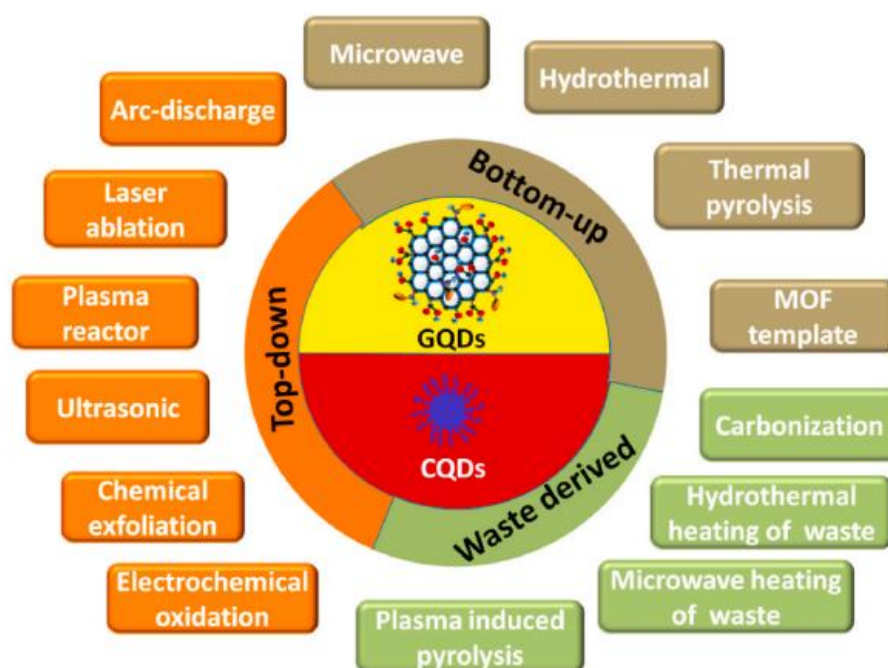 Microwave
Hydrothermal
Arc-discharge
Thermal
pyrolysis
Laser
ablation
Plasma
reactor
MOF
template
Ultrasonic
Carbonization
Chemical
exfoliation
Hydrothermal
heating of waste
Electrochemical
oxidation
Microwave heating
of waste
Plasma induced
pyrolysis
Bottom-up
Top-down
Waste derived
GQDs
CQDs